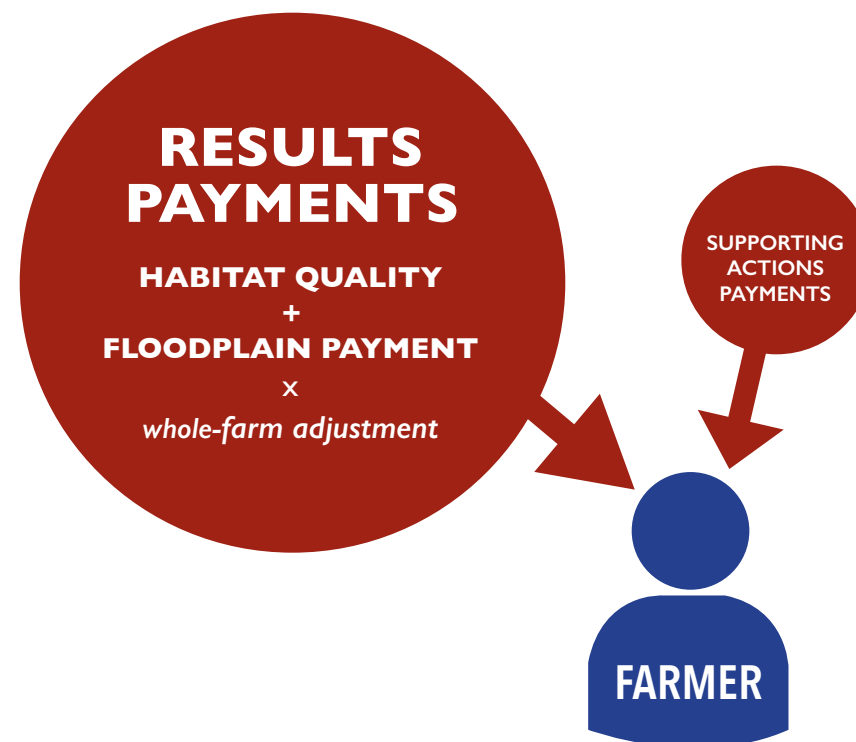 RESULTS
PAYMENTS
HABITAT QUALITY
+
FLOODPLAIN PAYMENT
x
whole-farm adjustment
SUPPORTING
ACTIONS
PAYMENTS
FARMER